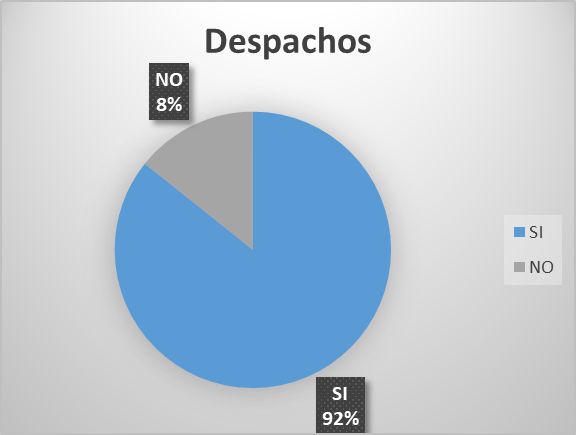 Despachos
NO
8%
SI
NO
SI
92%